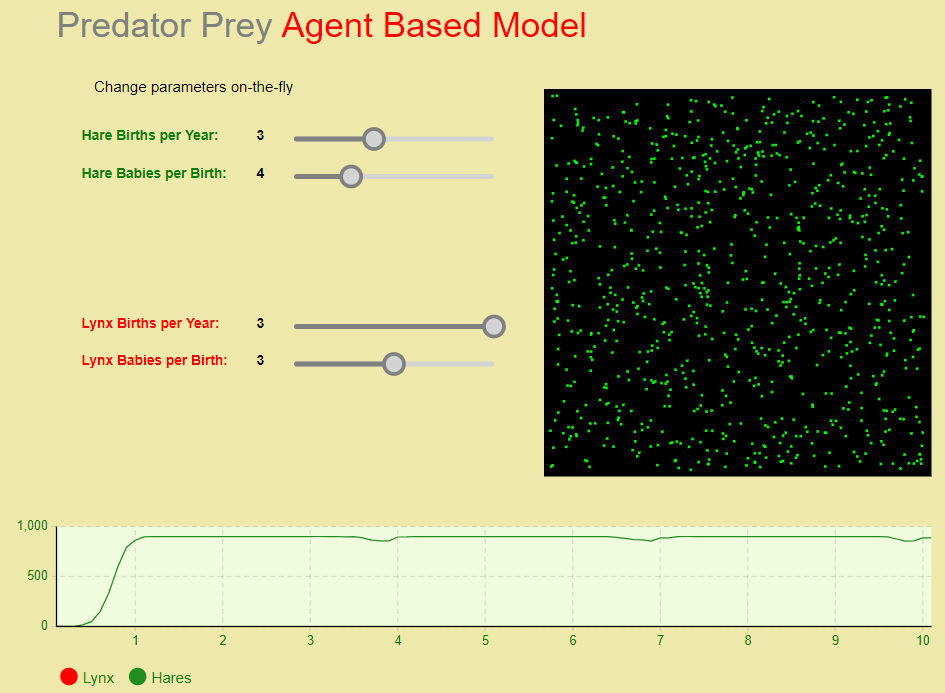 Predator Prey Agent Based Model
Change parameters on-the-fly
Hare Births per Year: 3
Hare Babies per Birth: 4
Lynx Births per Year: 3
Lynx Babies per Birth: 3
1,000
500
0
1 2 3 4 5 6 7 8 9 10
Lynx Hares